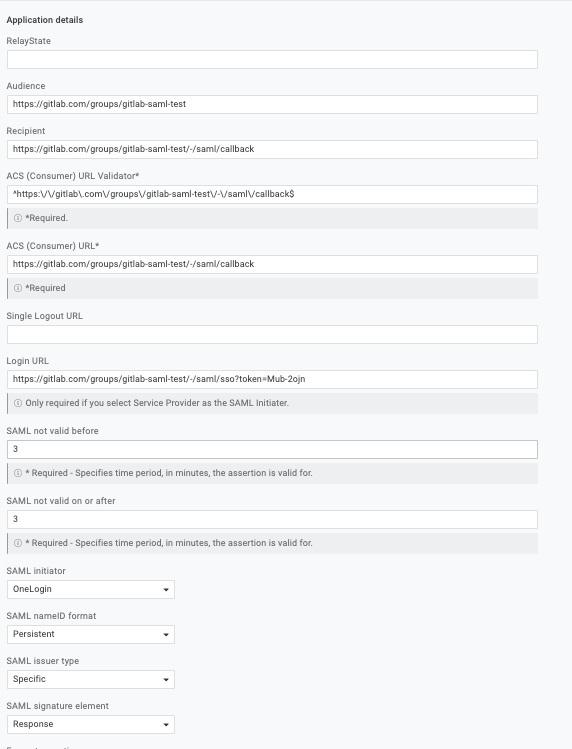 Application details
RelayState
Audience
https://gitlab.com/groups/gitlab-saml-test
Recipient
https://gitlab.com/groups/gitlab-saml-test/-/saml/callback
ACS (Consumer) URL Validator*
^https:\/\/gitlab\.com\/groups\/gitlab-saml-test\/-\/saml\/callback$
*Required.
ACS (Consumer) URL*
https://gitlab.com/groups/gitlab-saml-test/-/saml/callback
*Required
Single Logout URL
Login URL
https://gitlab.com/groups/gitlab-saml-test/-/saml/sso?token=Mub-2ojn
Only required if you select Service Provider as the SAML Initiater.
SAML not valid before
3
* Required - Specifies time period, in minutes, the assertion is valid for.
SAML not valid on or after
3
* Required - Specifies time period, in minutes, the assertion is valid for.
SAML initiator
OneLogin
SAML nameID format
Persistent
SAML issuer type
Specific
SAML signature element
Response